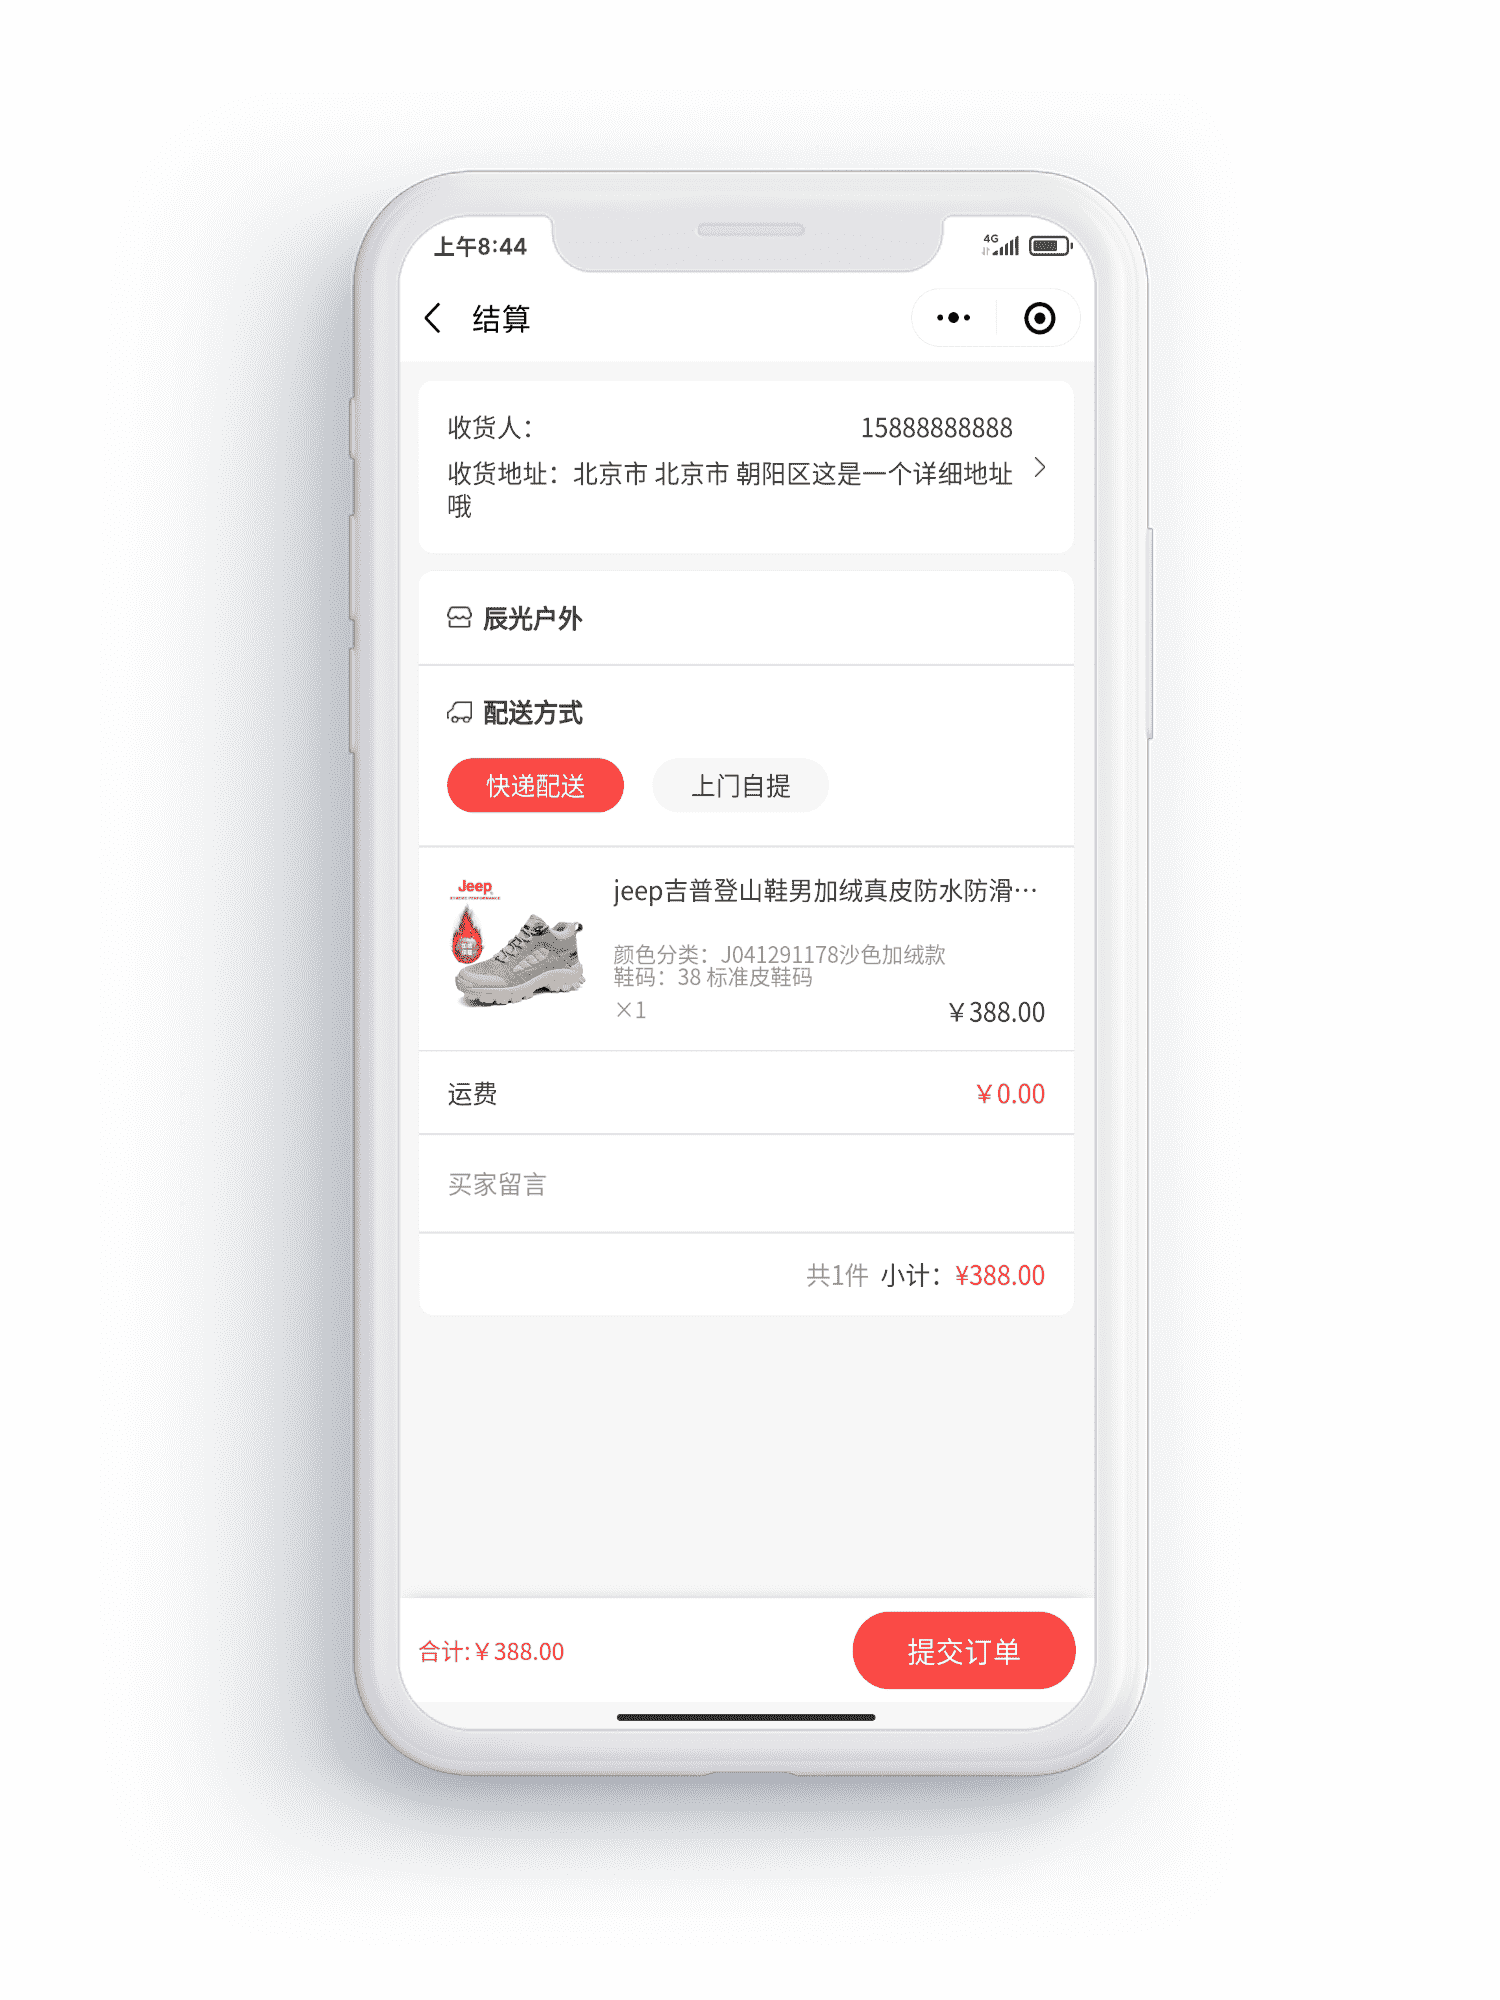 上午8:44
4G
结算
收货人：
15888888888
收货地址：北京市 北京市 朝阳区这是一个详细地址
哦
辰光户外
配送方式
快递配送
上门自提
Jeep
jeep吉普登山鞋男加绒真皮防水防滑…
颜色分类：J041291178沙色加绒款
鞋码：38 标准皮鞋码
×1
￥388.00
运费
￥0.00
买家留言
共1件 小计：¥388.00
合计:￥388.00
提交订单